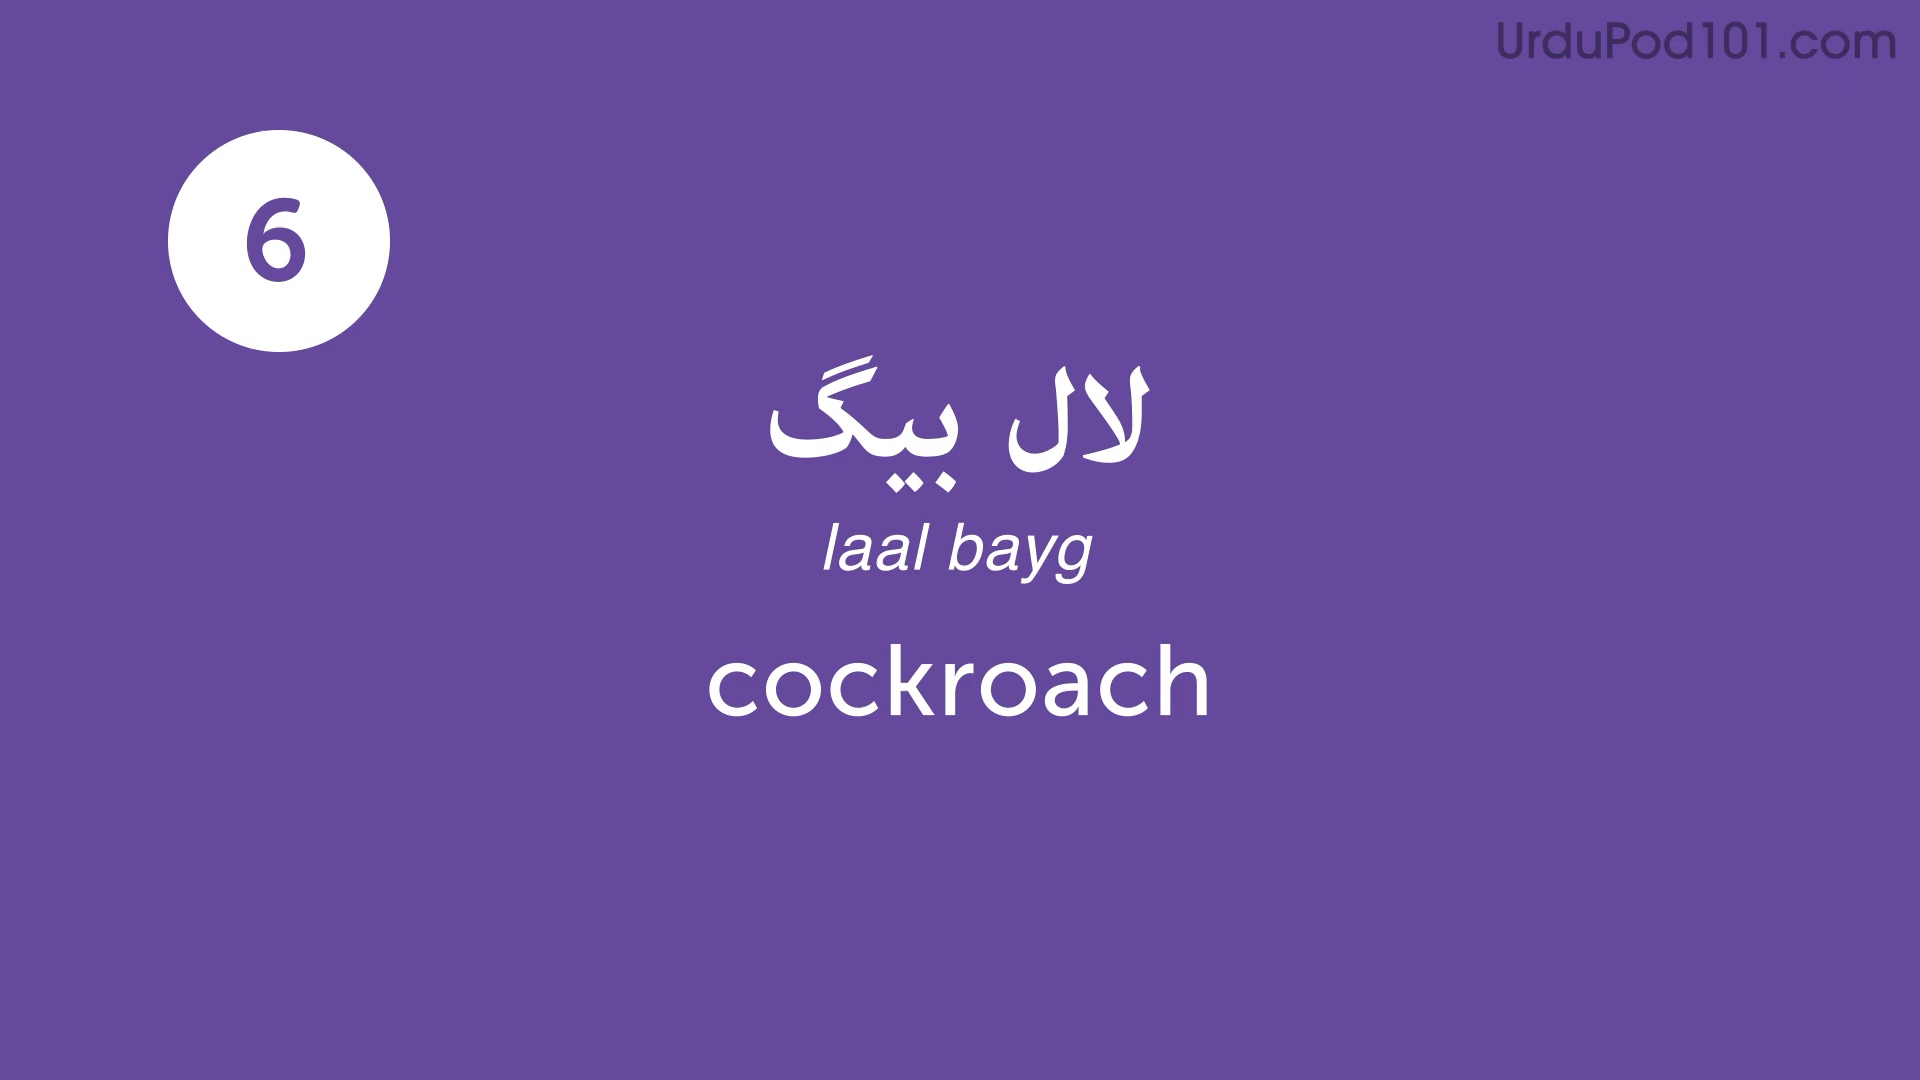 UrduPod101.com
6
لال بیگ
laal bayg
cockroach